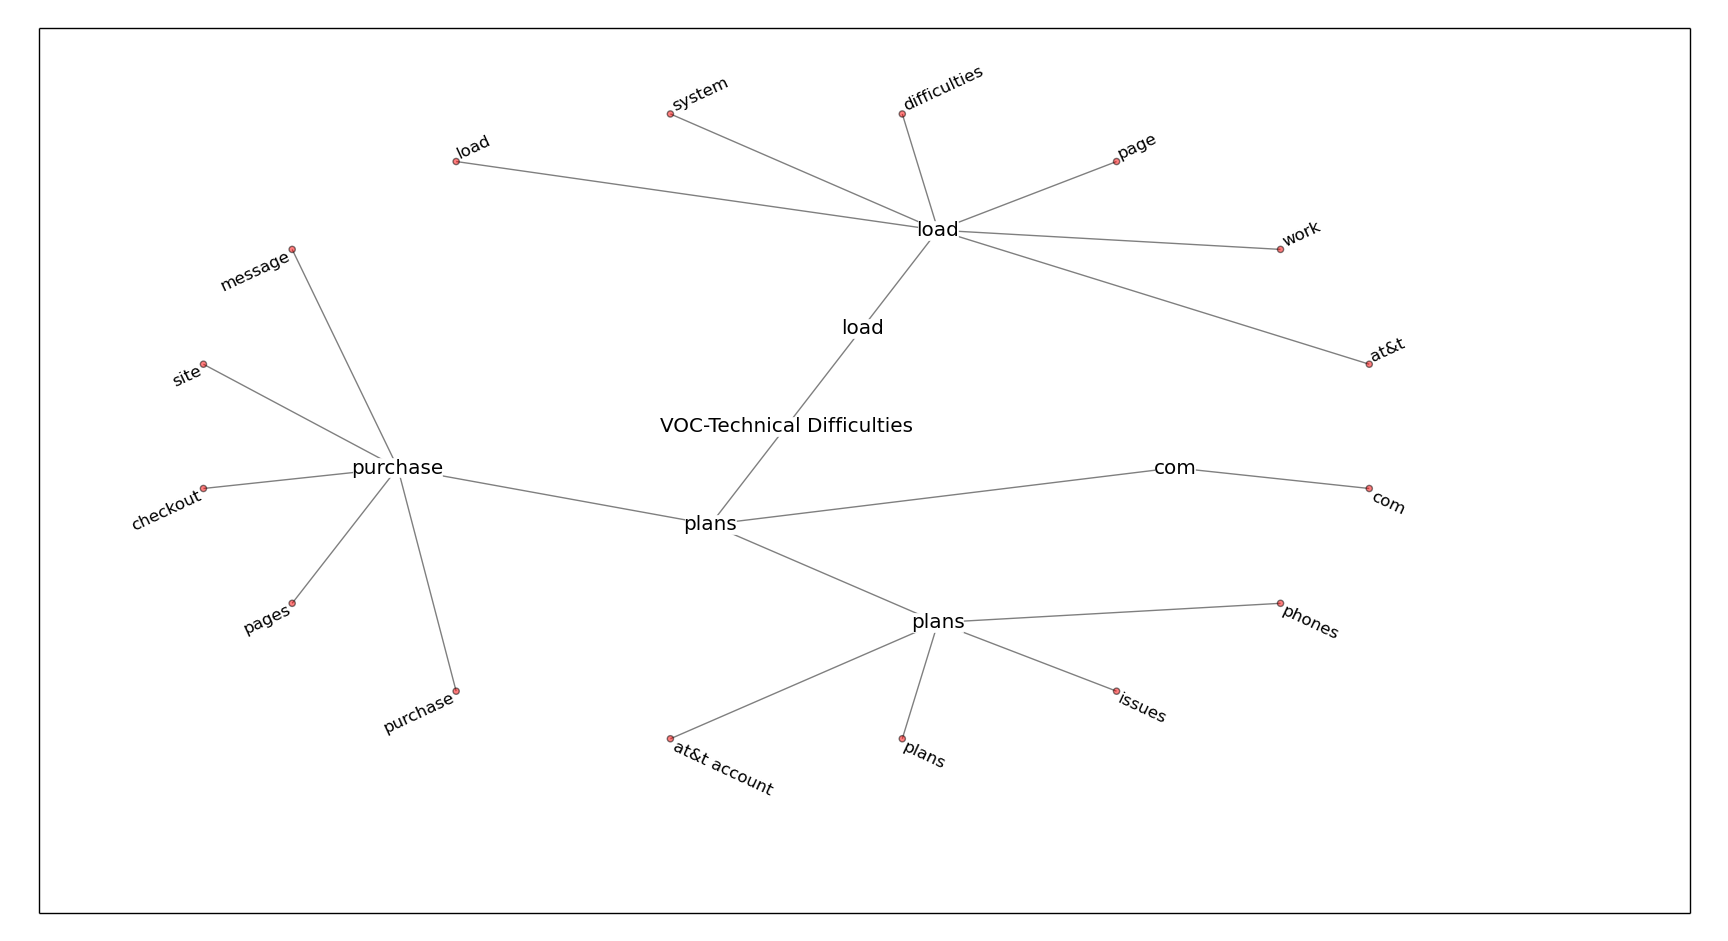 system
difficulties
load
page
load
work
message
load
at&t
site
VOC-Technical Difficulties
purchase
com
checkout
com
plans
pages
plans
phones
purchase
issues
at&t account
plans